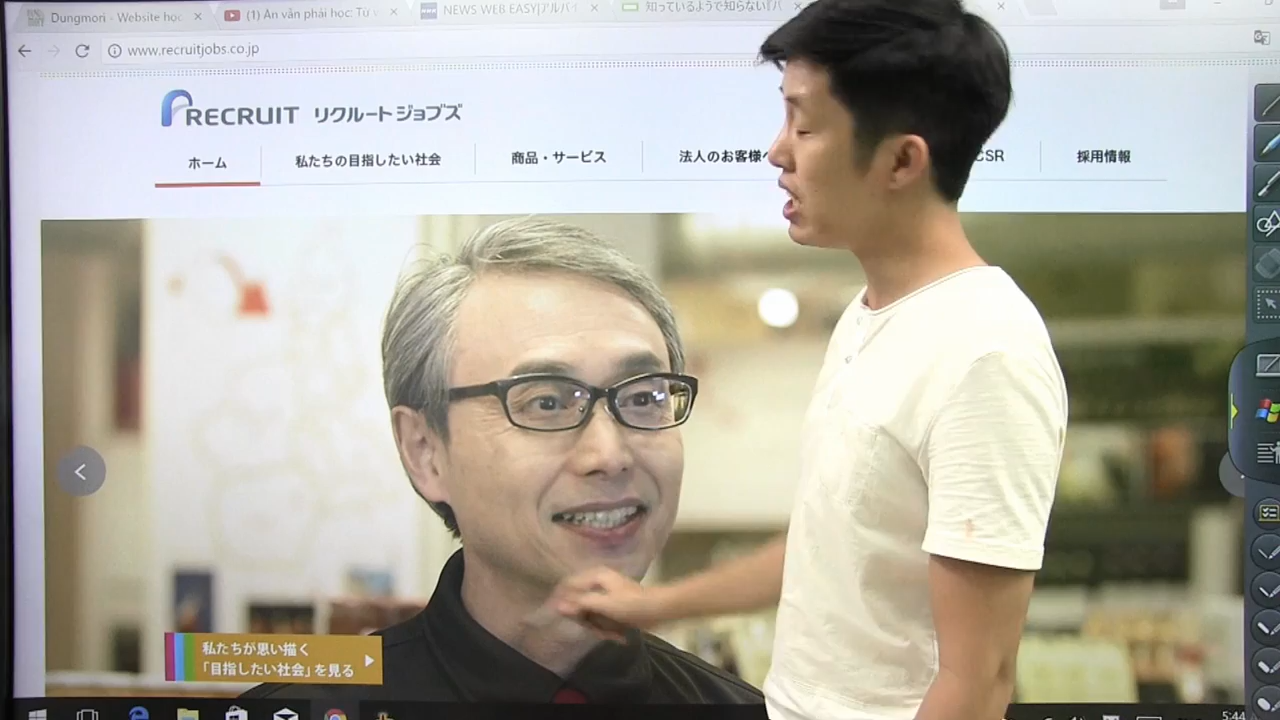 Dungmori - Website học
(1) Án văn phải học: Từ v
NEWS WEB EASY|アルバイ
知っているようで知らない『バ
www.recruitjobs.co.jp
RECRUIT リクルートジョブズ
ホーム
私たちの目指したい社会
商品・サービス
法人のお客様へ
CSR
採用情報
私たちが思い描く
「目指したい社会」を見る
5:44